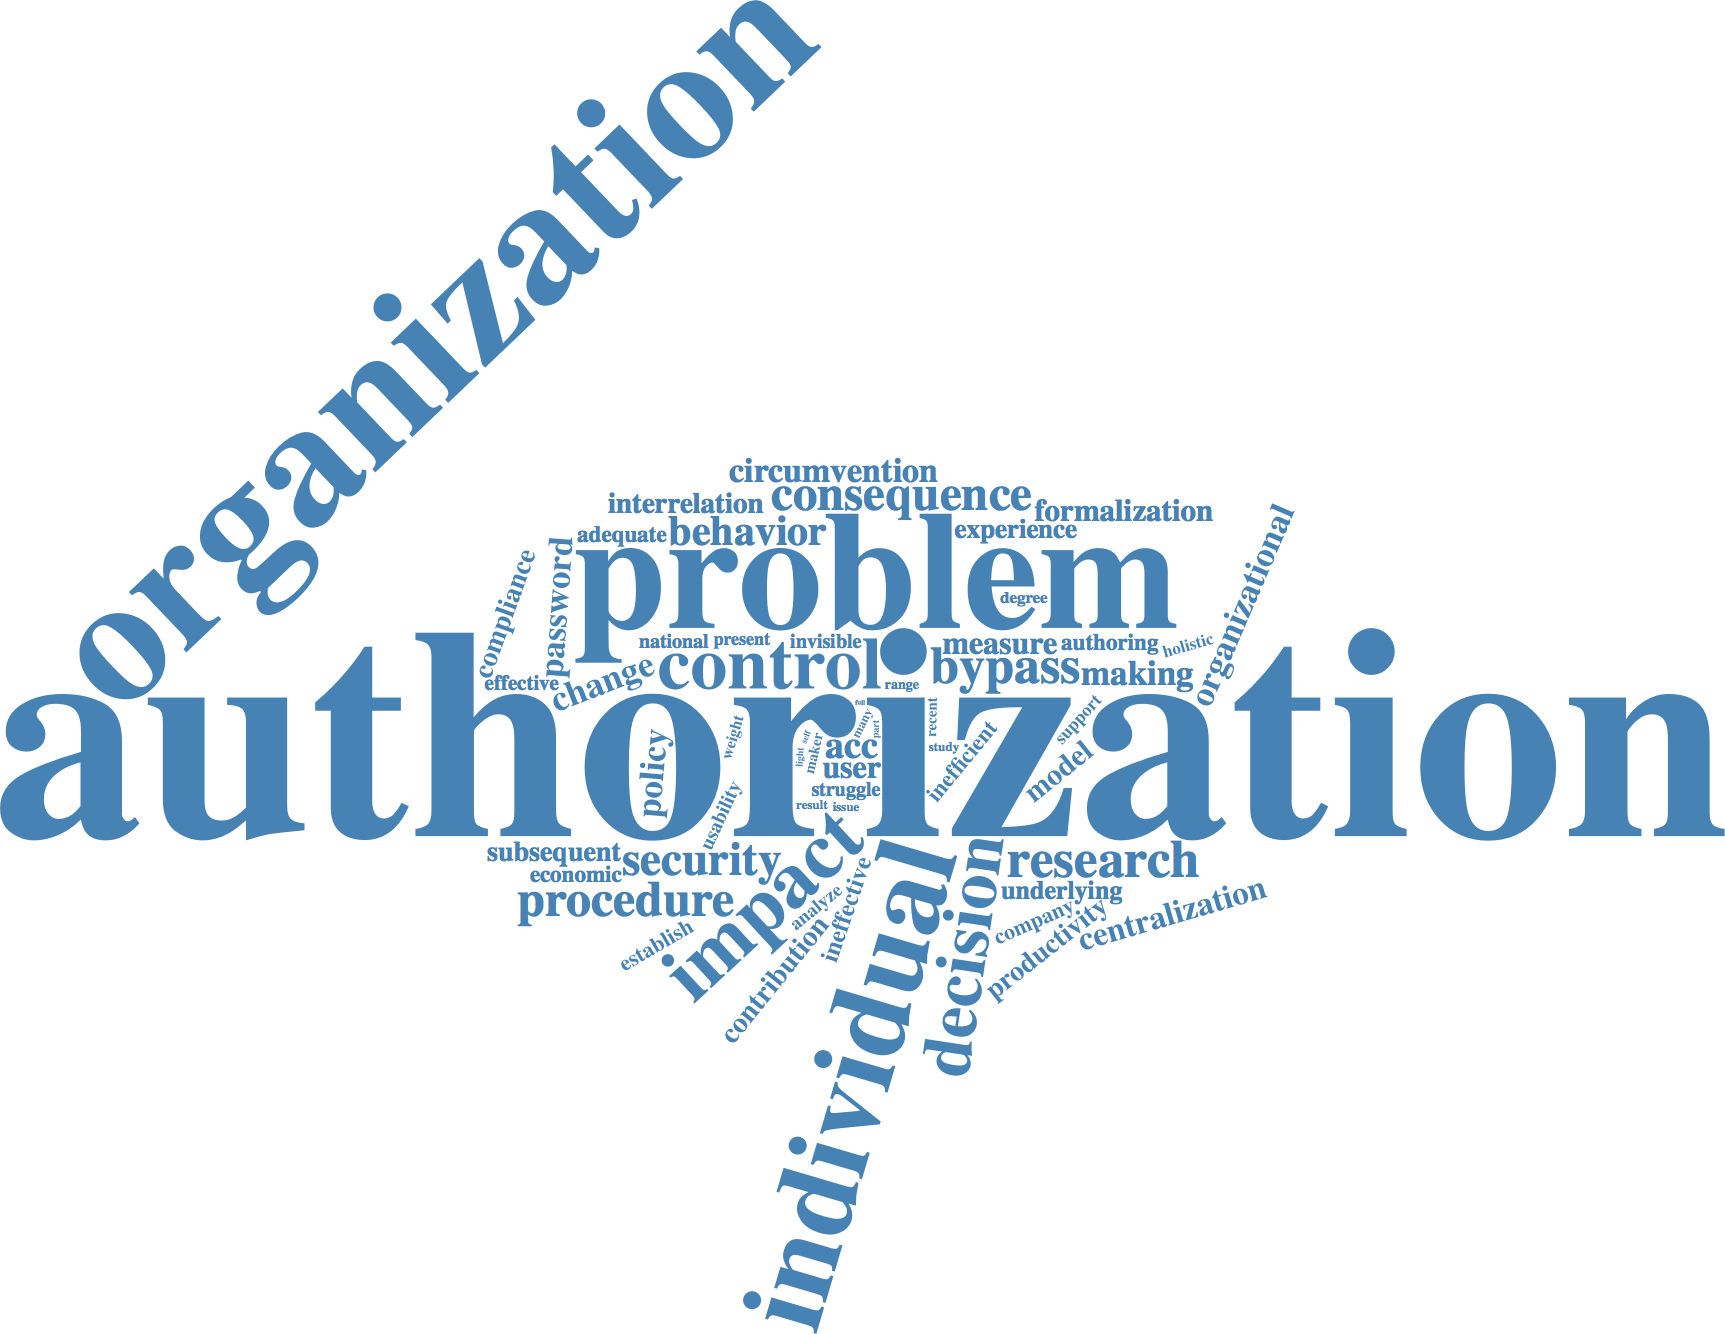 organization
circumvention
interrelation
consequence
formalization
adequate
behavior
experience
compliance
password
problem
degree
organizational
national
present
invisible
measure
authoring
holistic
effective
change
control
range
bypass
making
authorization
policy
weight
usability
light
self
maker
full
many
part
acc
user
struggle
result
issue
recent
study
inefficient
support
model
subsequent
economic
security
procedure
establish
impact
analyze
contribution
ineffective
individual
decision
research
underlying
company
productivity
centralization